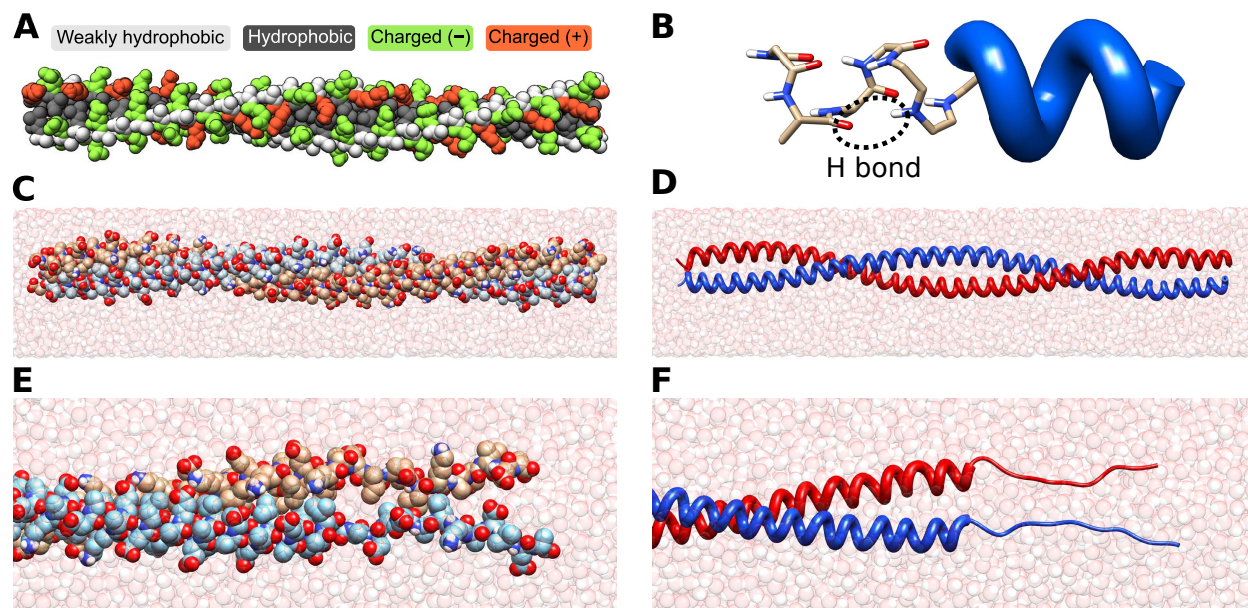 A
Weakly hydrophobic Hydrophobic Charged (−) Charged (+)
B
H bond
C
D
E
F